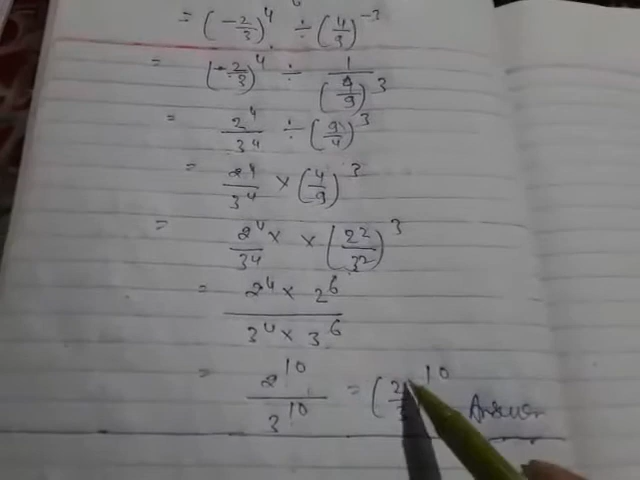 = (-2/3)^4 ÷ (4/9)^-3
= (-2/3)^4 ÷ 1/(4/9)^3
= 2^4/3^4 ÷ (9/4)^3
= 2^4/3^4 × (4/9)^3
= 2^4/3^4 × × (2^2/3^2)^3
= 2^4 × 2^6 / 3^4 × 3^6
= 2^10/3^10 = (2/3)^10 Answer